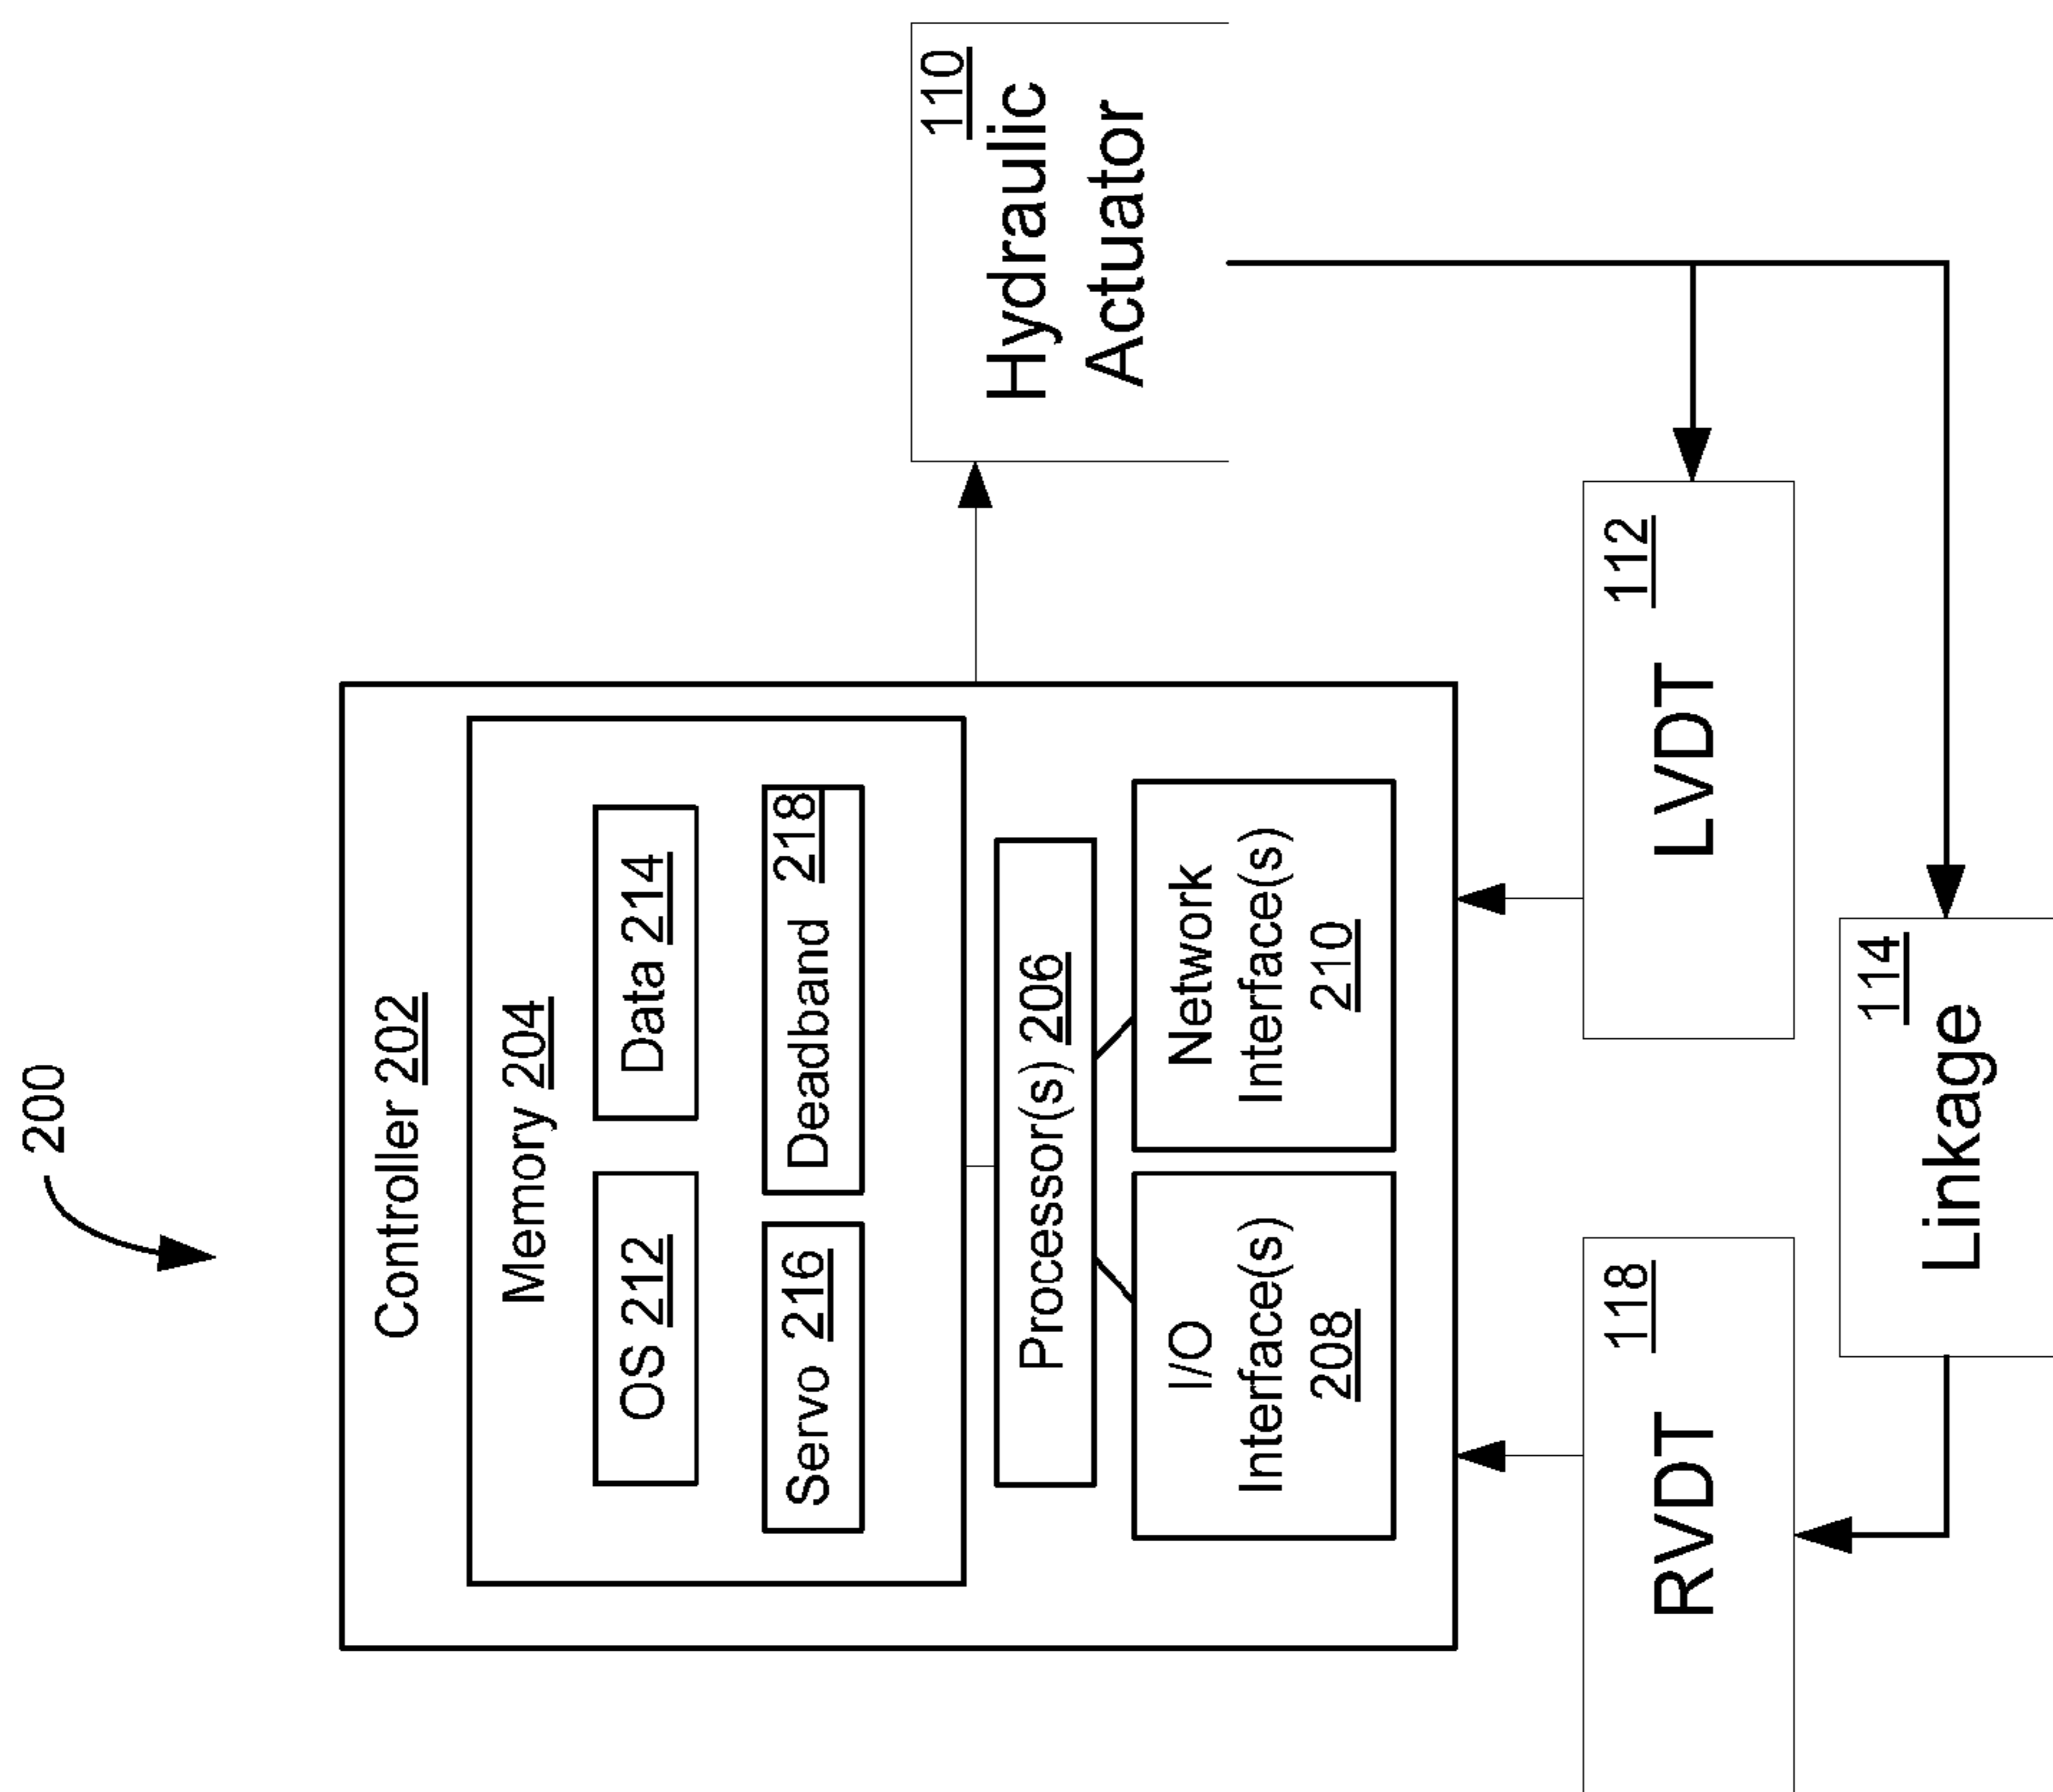 200
Controller 202
Memory 204
OS 212
Data 214
Servo 216
Deadband 218
Processor(s) 206
I/O
Interface(s)
208
Network
Interface(s)
210
110
Hydraulic
Actuator
118
RVDT
112
LVDT
114
Linkage